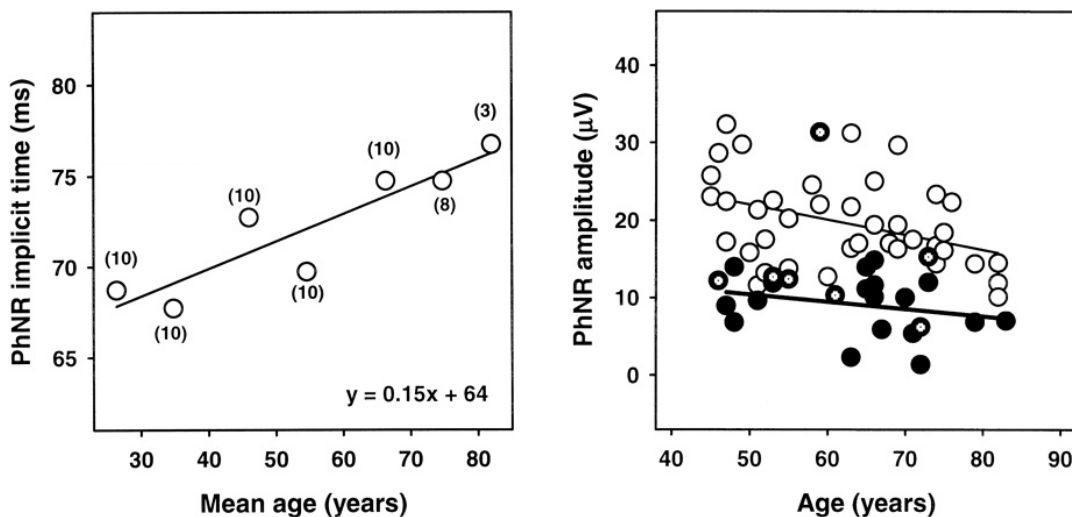 PhNR implicit time (ms)
80
75
70
65
(10)
(10)
(10)
(10)
(10)
(8)
(3)
y = 0.15x + 64
30 40 50 60 70 80
Mean age (years)
PhNR amplitude (µV)
40
30
20
10
0
40 50 60 70 80 90
Age (years)